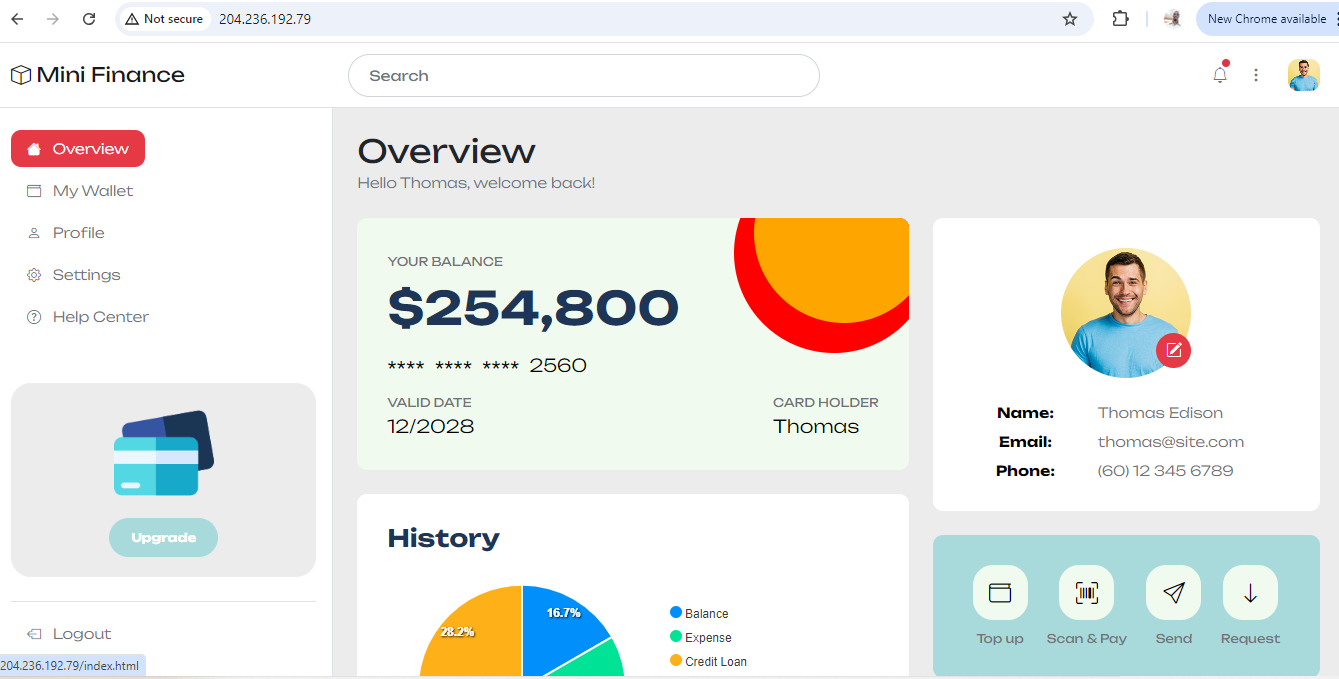 Not secure
204.236.192.79
New Chrome available
Mini Finance
Search
Overview
My Wallet
Profile
Settings
Help Center
Upgrade
Logout
204.236.192.79/index.html
Overview
Hello Thomas, welcome back!
YOUR BALANCE
$254,800
**** **** **** 2560
VALID DATE
12/2028
CARD HOLDER
Thomas
History
16.7%
28.2%
Balance
Expense
Credit Loan
Name: Thomas Edison
Email: thomas@site.com
Phone: (60) 12 345 6789
Top up
Scan & Pay
Send
Request